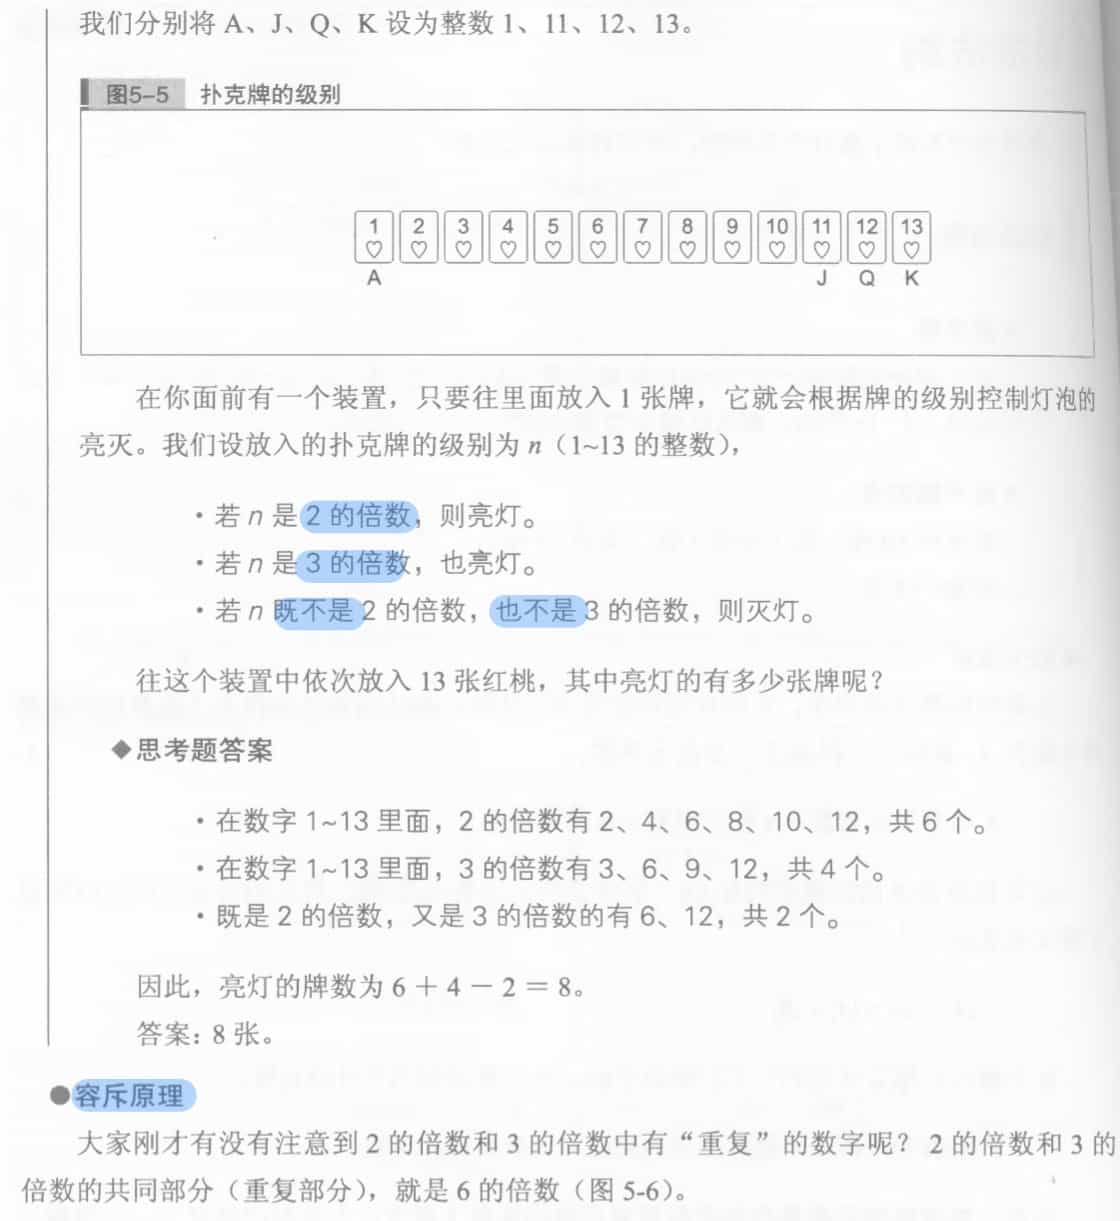 我们分别将 A、J、Q、K 设为整数 1、11、12、13。
图5-5 扑克牌的级别
1 2 3 4 5 6 7 8 9 10 11 12 13
A J Q K
在你面前有一个装置，只要往里面放入 1 张牌，它就会根据牌的级别控制灯泡的
亮灭。我们设放入的扑克牌的级别为 n（1~13 的整数），
·若 n 是 2 的倍数，则亮灯。
·若 n 是 3 的倍数，也亮灯。
·若 n 既不是 2 的倍数，也不是 3 的倍数，则灭灯。
往这个装置中依次放入 13 张红桃，其中亮灯的有多少张牌呢？
◆思考题答案
·在数字 1~13 里面，2 的倍数有 2、4、6、8、10、12，共 6 个。
·在数字 1~13 里面，3 的倍数有 3、6、9、12，共 4 个。
·既是 2 的倍数，又是 3 的倍数的有 6、12，共 2 个。
因此，亮灯的牌数为 6 + 4 － 2 = 8。
答案：8 张。
●容斥原理
大家刚才有没有注意到 2 的倍数和 3 的倍数中有“重复”的数字呢？ 2 的倍数和 3 的
倍数的共同部分（重复部分），就是 6 的倍数（图 5-6）。